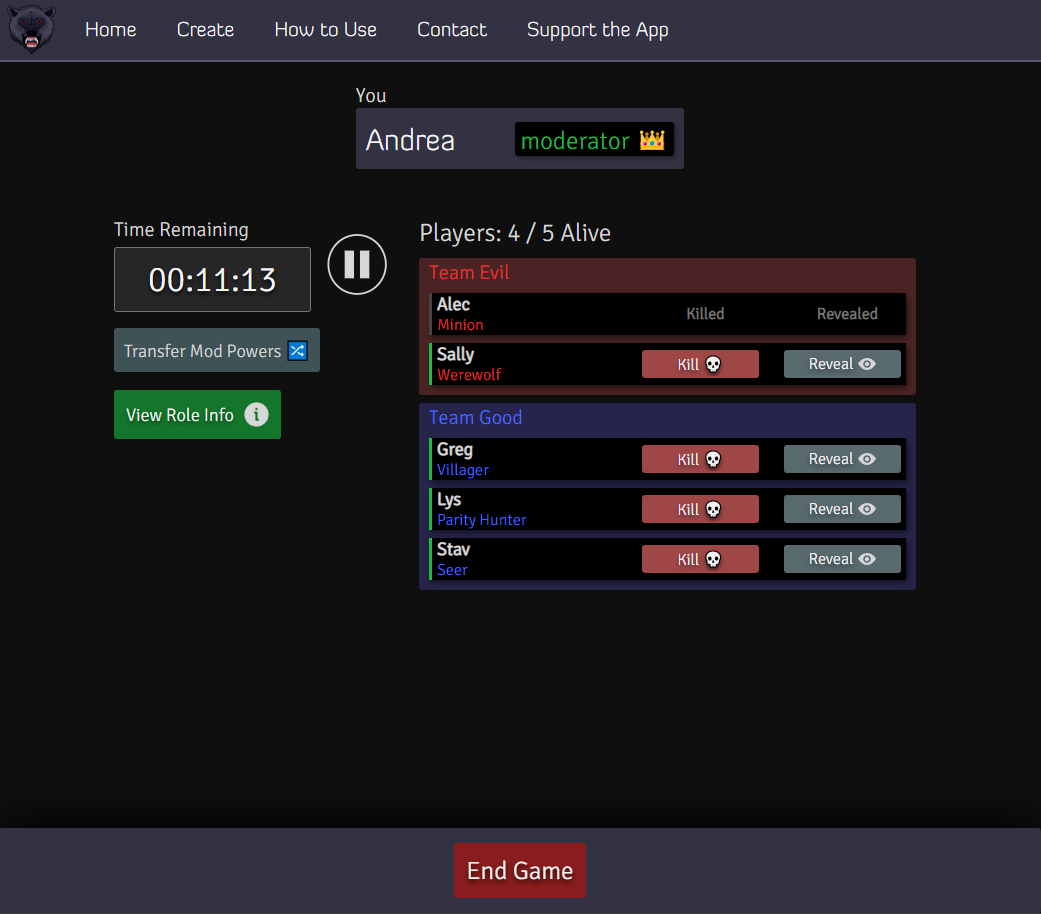 Home Create How to Use Contact Support the App
You
Andrea moderator
Time Remaining
00:11:13
Transfer Mod Powers
View Role Info i
Players: 4 / 5 Alive
Team Evil
Alec
Minion
Killed Revealed
Sally
Werewolf
Kill Reveal
Team Good
Greg
Villager
Kill Reveal
Lys
Parity Hunter
Kill Reveal
Stav
Seer
Kill Reveal
End Game